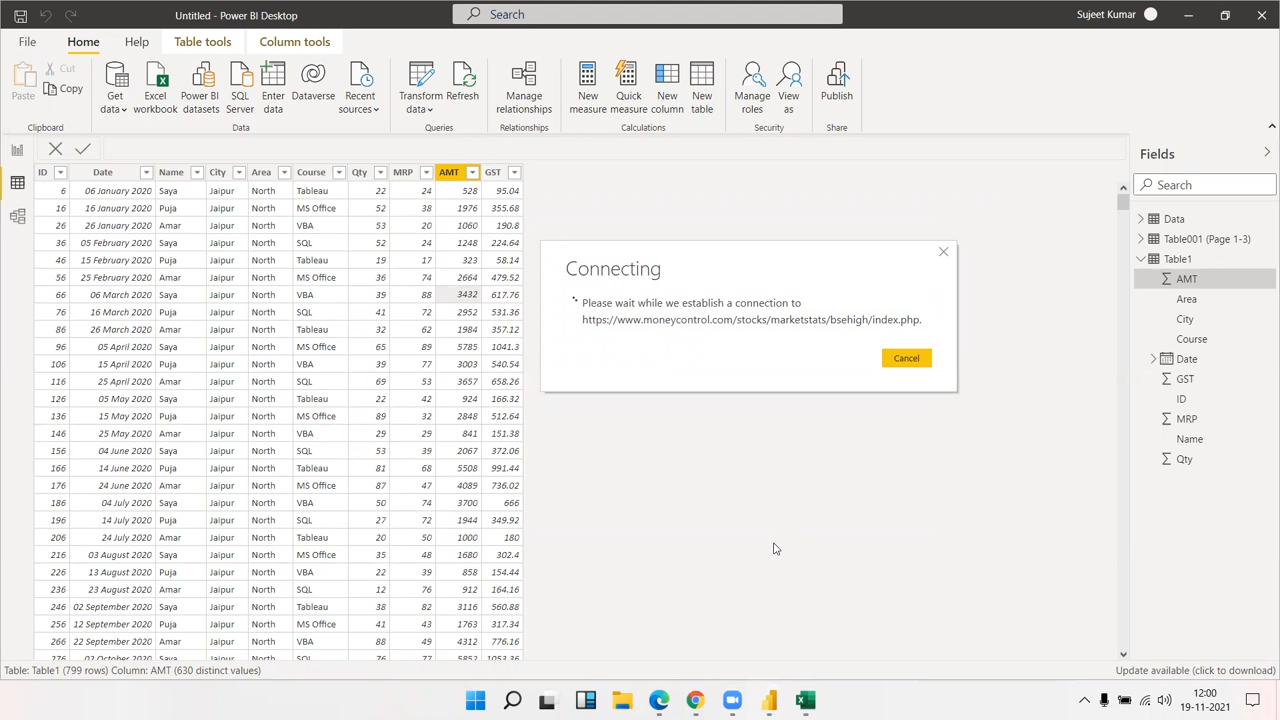 Untitled - Power BI Desktop
Search
Sujeet Kumar
File Home Help Table tools Column tools
Paste Cut Copy
Get data Excel workbook Power BI datasets SQL Server Enter data Dataverse Recent sources
Transform data Refresh Manage relationships New measure Quick measure New column New table Manage roles View as Publish
Clipboard Data Queries Relationships Calculations Security Share
ID Date Name City Area Course Qty MRP AMT GST
6 06 January 2020 Saya Jaipur North Tableau 22 24 528 95.04
16 16 January 2020 Puja Jaipur North MS Office 52 38 1976 355.68
26 26 January 2020 Amar Jaipur North VBA 53 20 1060 190.8
36 05 February 2020 Saya Jaipur North SQL 52 24 1248 224.64
46 15 February 2020 Puja Jaipur North Tableau 19 17 323 58.14
56 25 February 2020 Amar Jaipur North MS Office 36 74 2664 479.52
66 06 March 2020 Saya Jaipur North VBA 39 88 3432 617.76
76 16 March 2020 Puja Jaipur North SQL 41 72 2952 531.36
86 26 March 2020 Amar Jaipur North Tableau 32 62 1984 357.12
96 05 April 2020 Saya Jaipur North MS Office 65 89 5785 1041.3
106 15 April 2020 Puja Jaipur North VBA 39 77 3003 540.54
116 25 April 2020 Amar Jaipur North SQL 69 53 3657 658.26
126 05 May 2020 Saya Jaipur North Tableau 22 42 924 166.32
136 15 May 2020 Puja Jaipur North MS Office 89 32 2848 512.64
146 25 May 2020 Amar Jaipur North VBA 29 29 841 151.38
156 04 June 2020 Saya Jaipur North SQL 53 39 2067 372.06
166 14 June 2020 Puja Jaipur North Tableau 81 68 5508 991.44
176 24 June 2020 Amar Jaipur North MS Office 87 47 4089 736.02
186 04 July 2020 Saya Jaipur North VBA 50 74 3700 666
196 14 July 2020 Puja Jaipur North SQL 27 72 1944 349.92
206 24 July 2020 Amar Jaipur North Tableau 20 50 1000 180
216 03 August 2020 Saya Jaipur North MS Office 35 48 1680 302.4
226 13 August 2020 Puja Jaipur North VBA 22 39 858 154.44
236 23 August 2020 Amar Jaipur North SQL 12 76 912 164.16
246 02 September 2020 Saya Jaipur North Tableau 38 82 3116 560.88
256 12 September 2020 Puja Jaipur North MS Office 41 43 1763 317.34
266 22 September 2020 Amar Jaipur North VBA 88 49 4312 776.16
276 02 October 2020 Saya Jaipur North SQL 76 77 5852 1053.36
Connecting
Please wait while we establish a connection to
https://www.moneycontrol.com/stocks/marketstats/bsehigh/index.php.
Cancel
Fields
Search
Data
Table001 (Page 1-3)
Table1
AMT
Area
City
Course
Date
GST
ID
MRP
Name
Qty
Table: Table1 (799 rows) Column: AMT (630 distinct values)
Update available (click to download)
12:00
19-11-2021